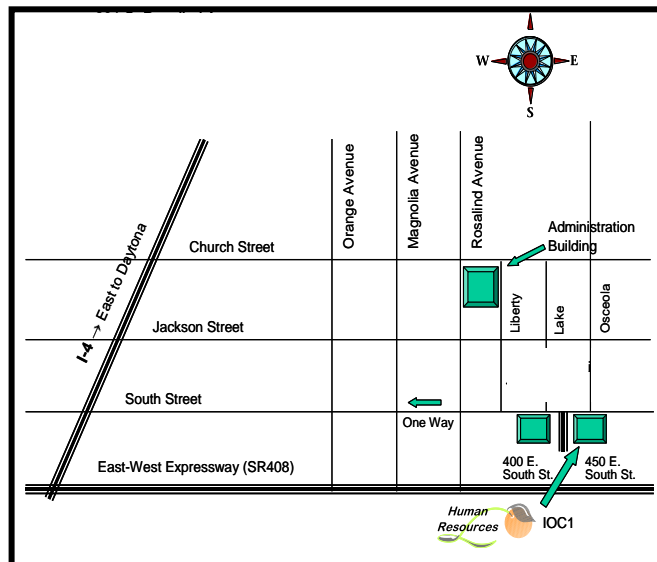 W
E
S
Orange Avenue
Magnolia Avenue
Rosalind Avenue
Administration
Building
Church Street
I-4 → East to Daytona
Liberty
Lake
Osceola
Jackson Street
i
South Street
One Way
400 E.
South St.
450 E.
South St.
East-West Expressway (SR408)
Human
Resources
IOC1